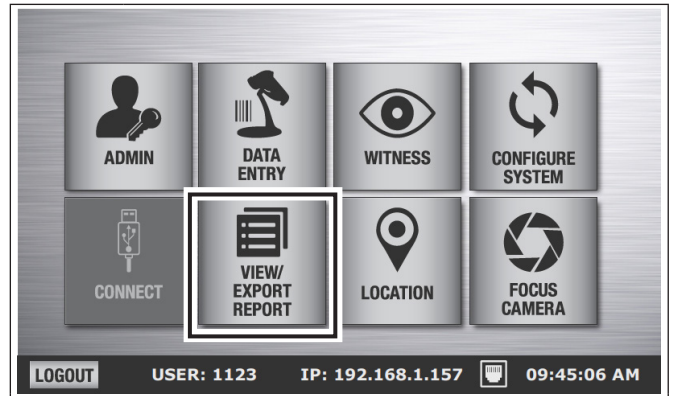 ADMIN
DATA
ENTRY
WITNESS
CONFIGURE
SYSTEM
CONNECT
VIEW/
EXPORT
REPORT
LOCATION
FOCUS
CAMERA
LOGOUT USER: 1123 IP: 192.168.1.157 09:45:06 AM